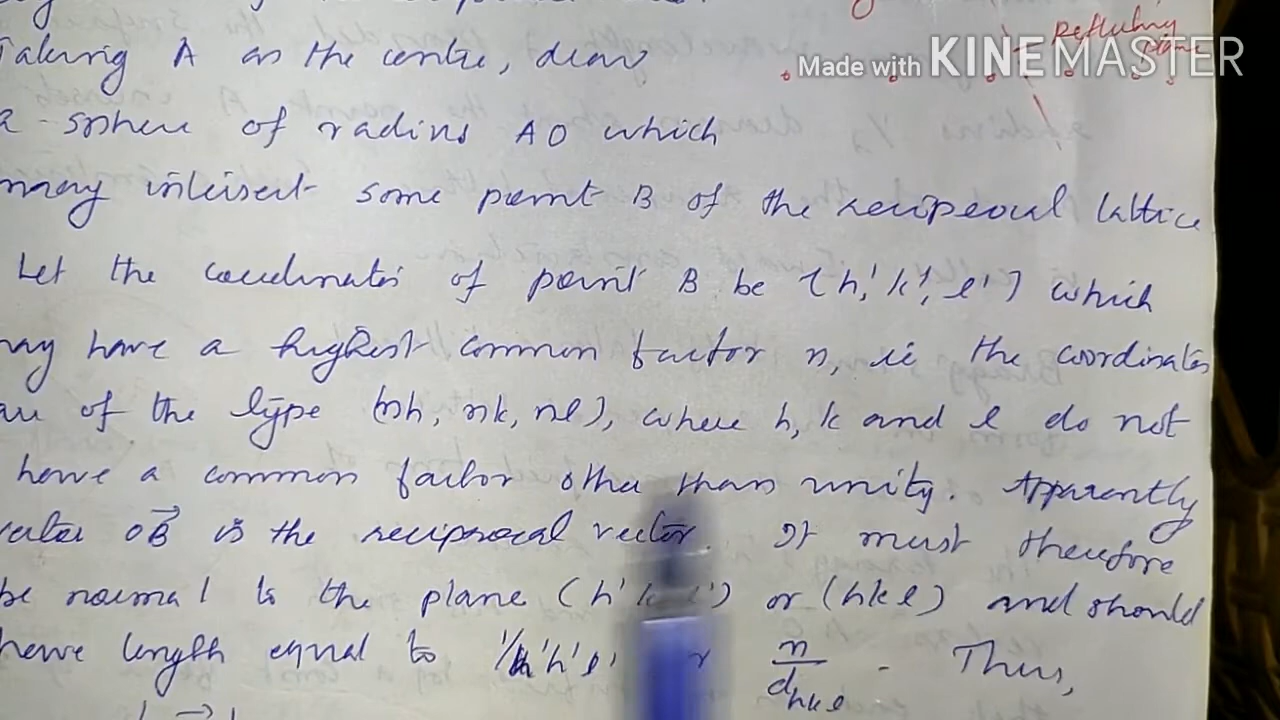 reflecting
plane
Made with KINEMASTER
Taking A as the centre, draw
a sphere of radius AO which
may intersect some point B of the reciprocal lattice
Let the coordinates of point B be (h', k', l') which
may have a highest common factor n, ie the coordinates
are of the type (nh, nk, nl), where h, k and l do not
have a common factor other than unity. Apparently
vector OB⃗ is the reciprocal vector. It must therefore
be normal to the plane (h' k' l') or (hkl) and should
have length equal to n/d_hkl . Thus,